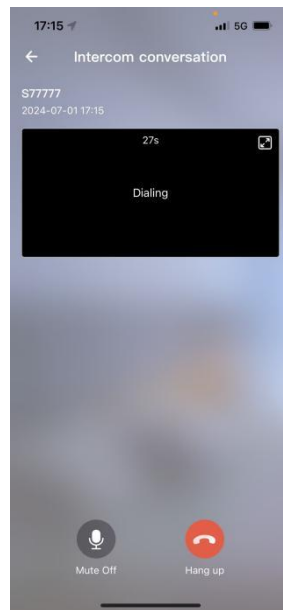 17:15 5G
Intercom conversation
S77777
2024-07-01 17:15
27s
Dialing
Mute Off Hang up